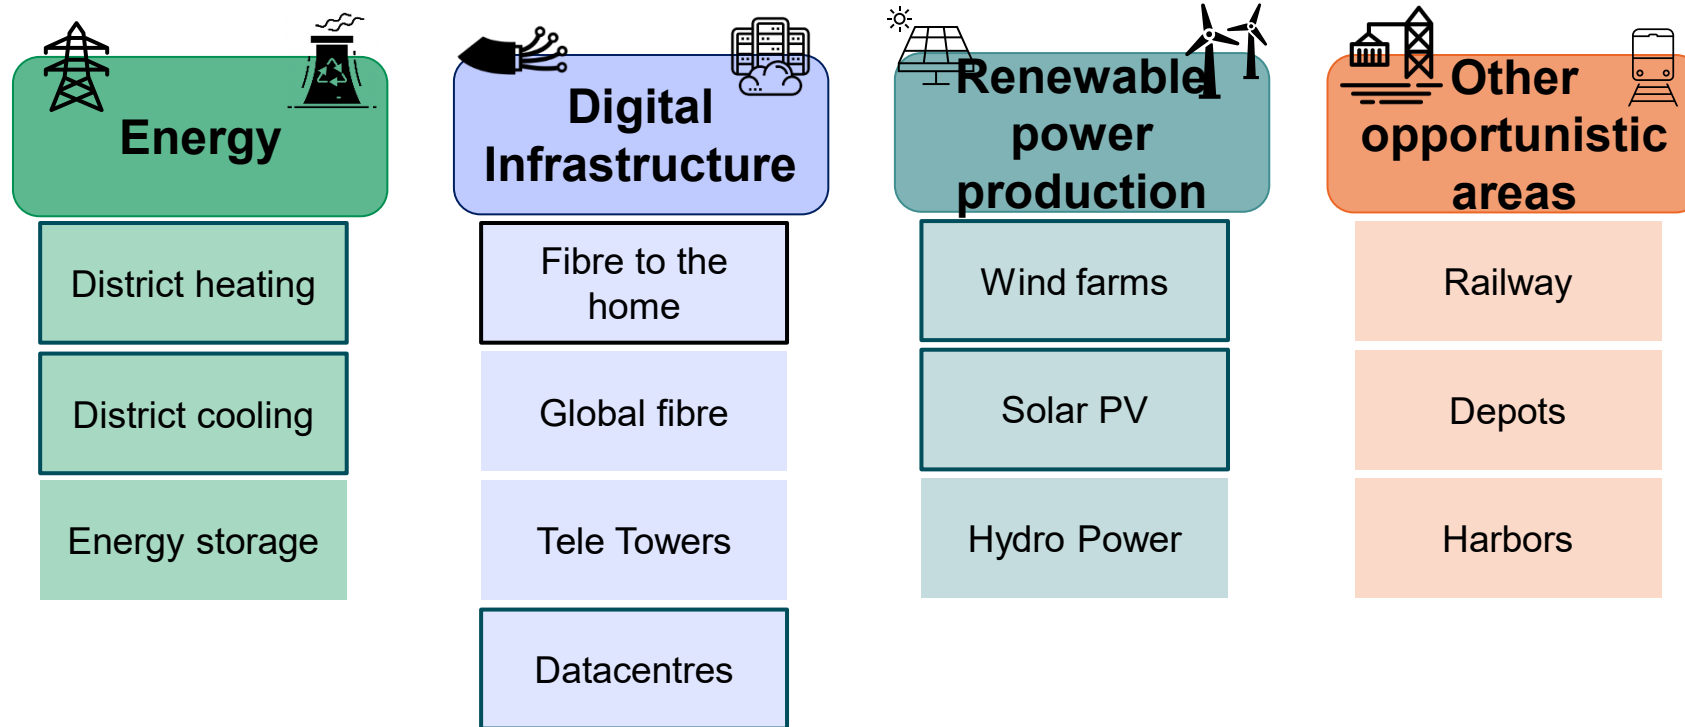 Energy
District heating
District cooling
Energy storage
Digital
Infrastructure
Fibre to the
home
Global fibre
Tele Towers
Datacentres
Renewable
power
production
Wind farms
Solar PV
Hydro Power
Other
opportunistic
areas
Railway
Depots
Harbors